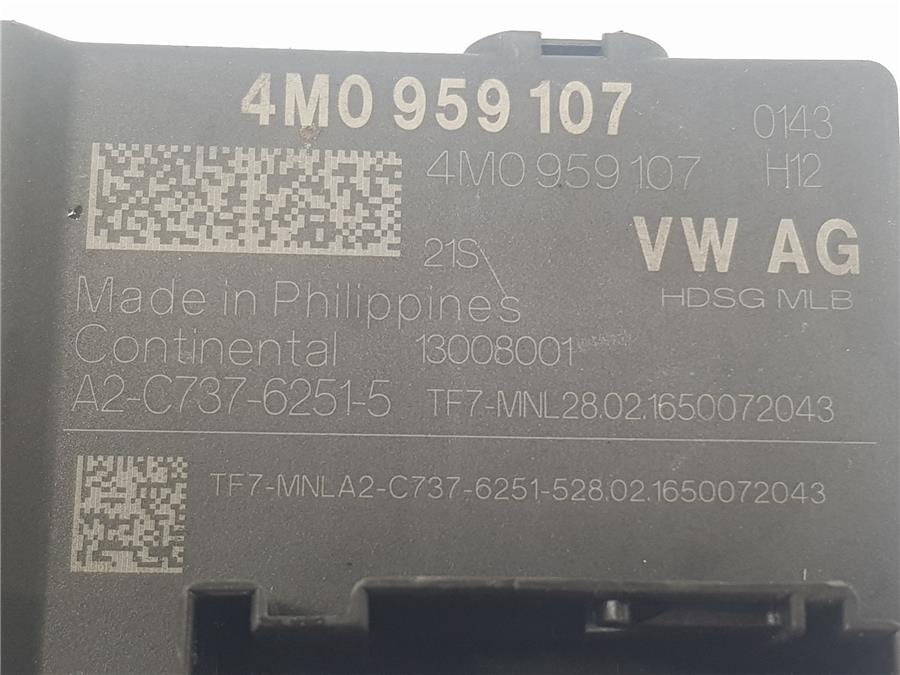 4M0 959 107
0143
4M0 959 107 H12
21S
VW AG
HDSG MLB
Made in Philippines
Continental 13008001
A2-C737-6251-5 TF7-MNL28.02.1650072043
TF7-MNLA2-C737-6251-528.02.1650072043